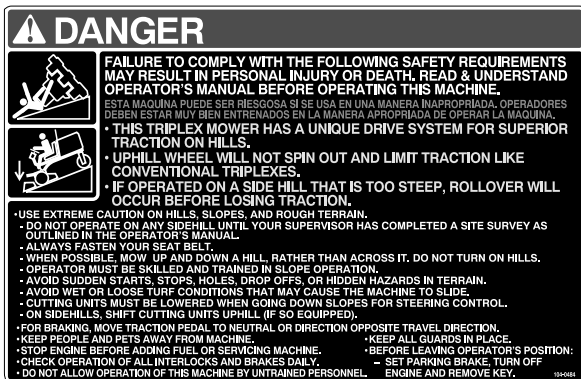 DANGER
FAILURE TO COMPLY WITH THE FOLLOWING SAFETY REQUIREMENTS
MAY RESULT IN PERSONAL INJURY OR DEATH. READ & UNDERSTAND
OPERATOR'S MANUAL BEFORE OPERATING THIS MACHINE.
ESTA MAQUINA PUEDE SER RIESGOSA SÍ SE USA EN UNA MANERA INAPROPRIADA. OPERADORES
DEBEN ESTAR MUY BIEN ENTRENADOS EN LA MANERA APROPRIADA DE OPERAR LA MAQUINA.
• THIS TRIPLEX MOWER HAS A UNIQUE DRIVE SYSTEM FOR SUPERIOR
TRACTION ON HILLS.
• UPHILL WHEEL WILL NOT SPIN OUT AND LIMIT TRACTION LIKE
CONVENTIONAL TRIPLEXES.
• IF OPERATED ON A SIDE HILL THAT IS TOO STEEP, ROLLOVER WILL
OCCUR BEFORE LOSING TRACTION.
•USE EXTREME CAUTION ON HILLS, SLOPES, AND ROUGH TERRAIN.
- DO NOT OPERATE ON ANY SIDEHILL UNTIL YOUR SUPERVISOR HAS COMPLETED A SITE SURVEY AS
OUTLINED IN THE OPERATOR'S MANUAL.
- ALWAYS FASTEN YOUR SEAT BELT.
- WHEN POSSIBLE, MOW UP AND DOWN A HILL, RATHER THAN ACROSS IT. DO NOT TURN ON HILLS.
- OPERATOR MUST BE SKILLED AND TRAINED IN SLOPE OPERATION.
- AVOID SUDDEN STARTS, STOPS, HOLES, DROP OFFS, OR HIDDEN HAZARDS IN TERRAIN.
- AVOID WET OR LOOSE TURF CONDITIONS THAT MAY CAUSE THE MACHINE TO SLIDE.
- CUTTING UNITS MUST BE LOWERED WHEN GOING DOWN SLOPES FOR STEERING CONTROL.
- ON SIDEHILLS, SHIFT CUTTING UNITS UPHILL (IF SO EQUIPPED).
•FOR BRAKING, MOVE TRACTION PEDAL TO NEUTRAL OR DIRECTION OPPOSITE TRAVEL DIRECTION.
•KEEP PEOPLE AND PETS AWAY FROM MACHINE.
•STOP ENGINE BEFORE ADDING FUEL OR SERVICING MACHINE.
•CHECK OPERATION OF ALL INTERLOCKS AND BRAKES DAILY.
• DO NOT ALLOW OPERATION OF THIS MACHINE BY UNTRAINED PERSONNEL.
•KEEP ALL GUARDS IN PLACE.
•BEFORE LEAVING OPERATOR'S POSITION:
– SET PARKING BRAKE, TURN OFF
ENGINE AND REMOVE KEY.
104-0484